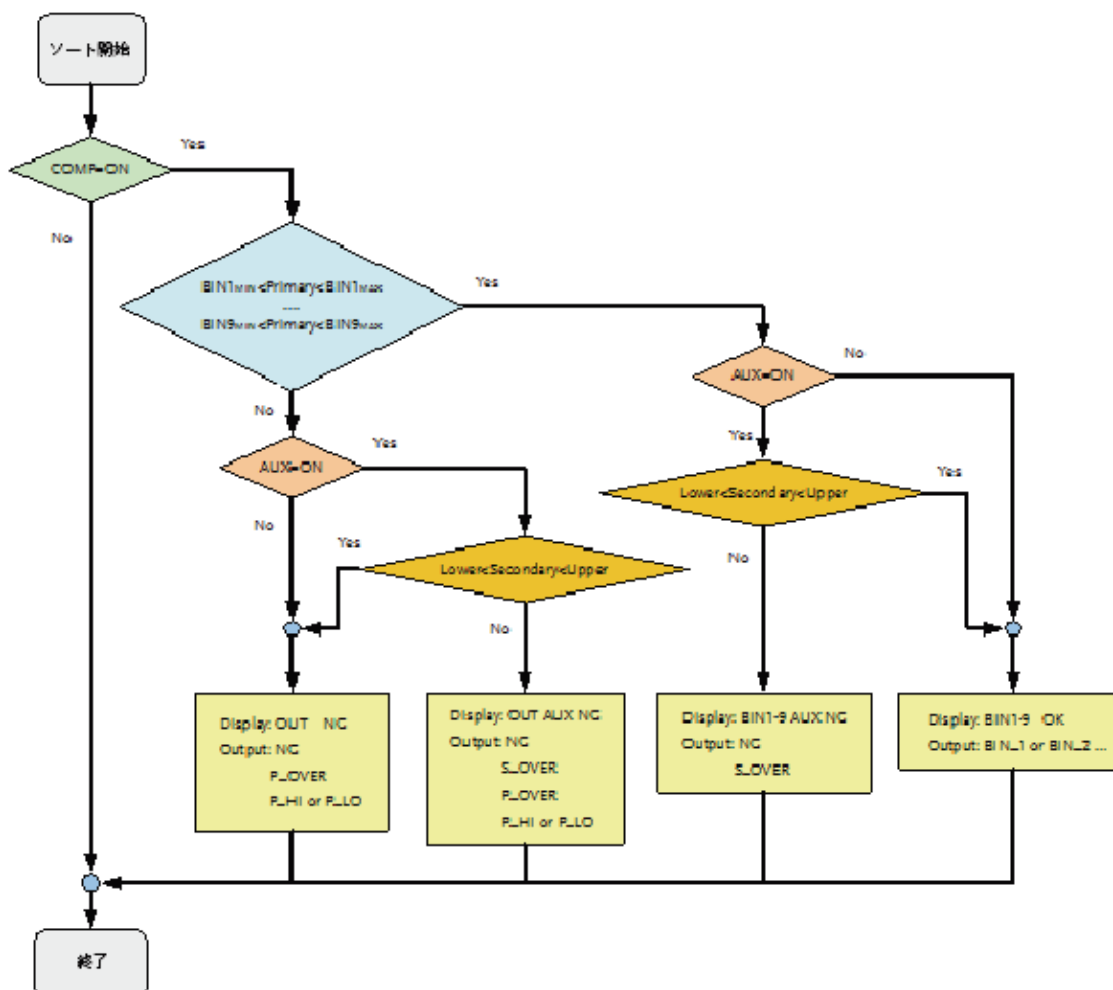 ソート開始
COMP=ON
Yes
No
BIN1MIN<Primary<BIN1MAX
----
BIN9MIN<Primary<BIN9MAX
Yes
No
AUX=ON
No
Yes
AUX=ON
Yes
No
Lower<Secondary<Upper
Yes
No
Lower<Secondary<Upper
Yes
No
Display: OUT NG
Output: NG
P_OVER
P_HI or P_LO
Display: OUT AUX NG
Output: NG
S_OVER
P_OVER
P_HI or P_LO
Display: BIN1-9 AUX NG
Output: NG
S_OVER
Display: BIN1-9 OK
Output: BIN_1 or BIN_2 ...
終了